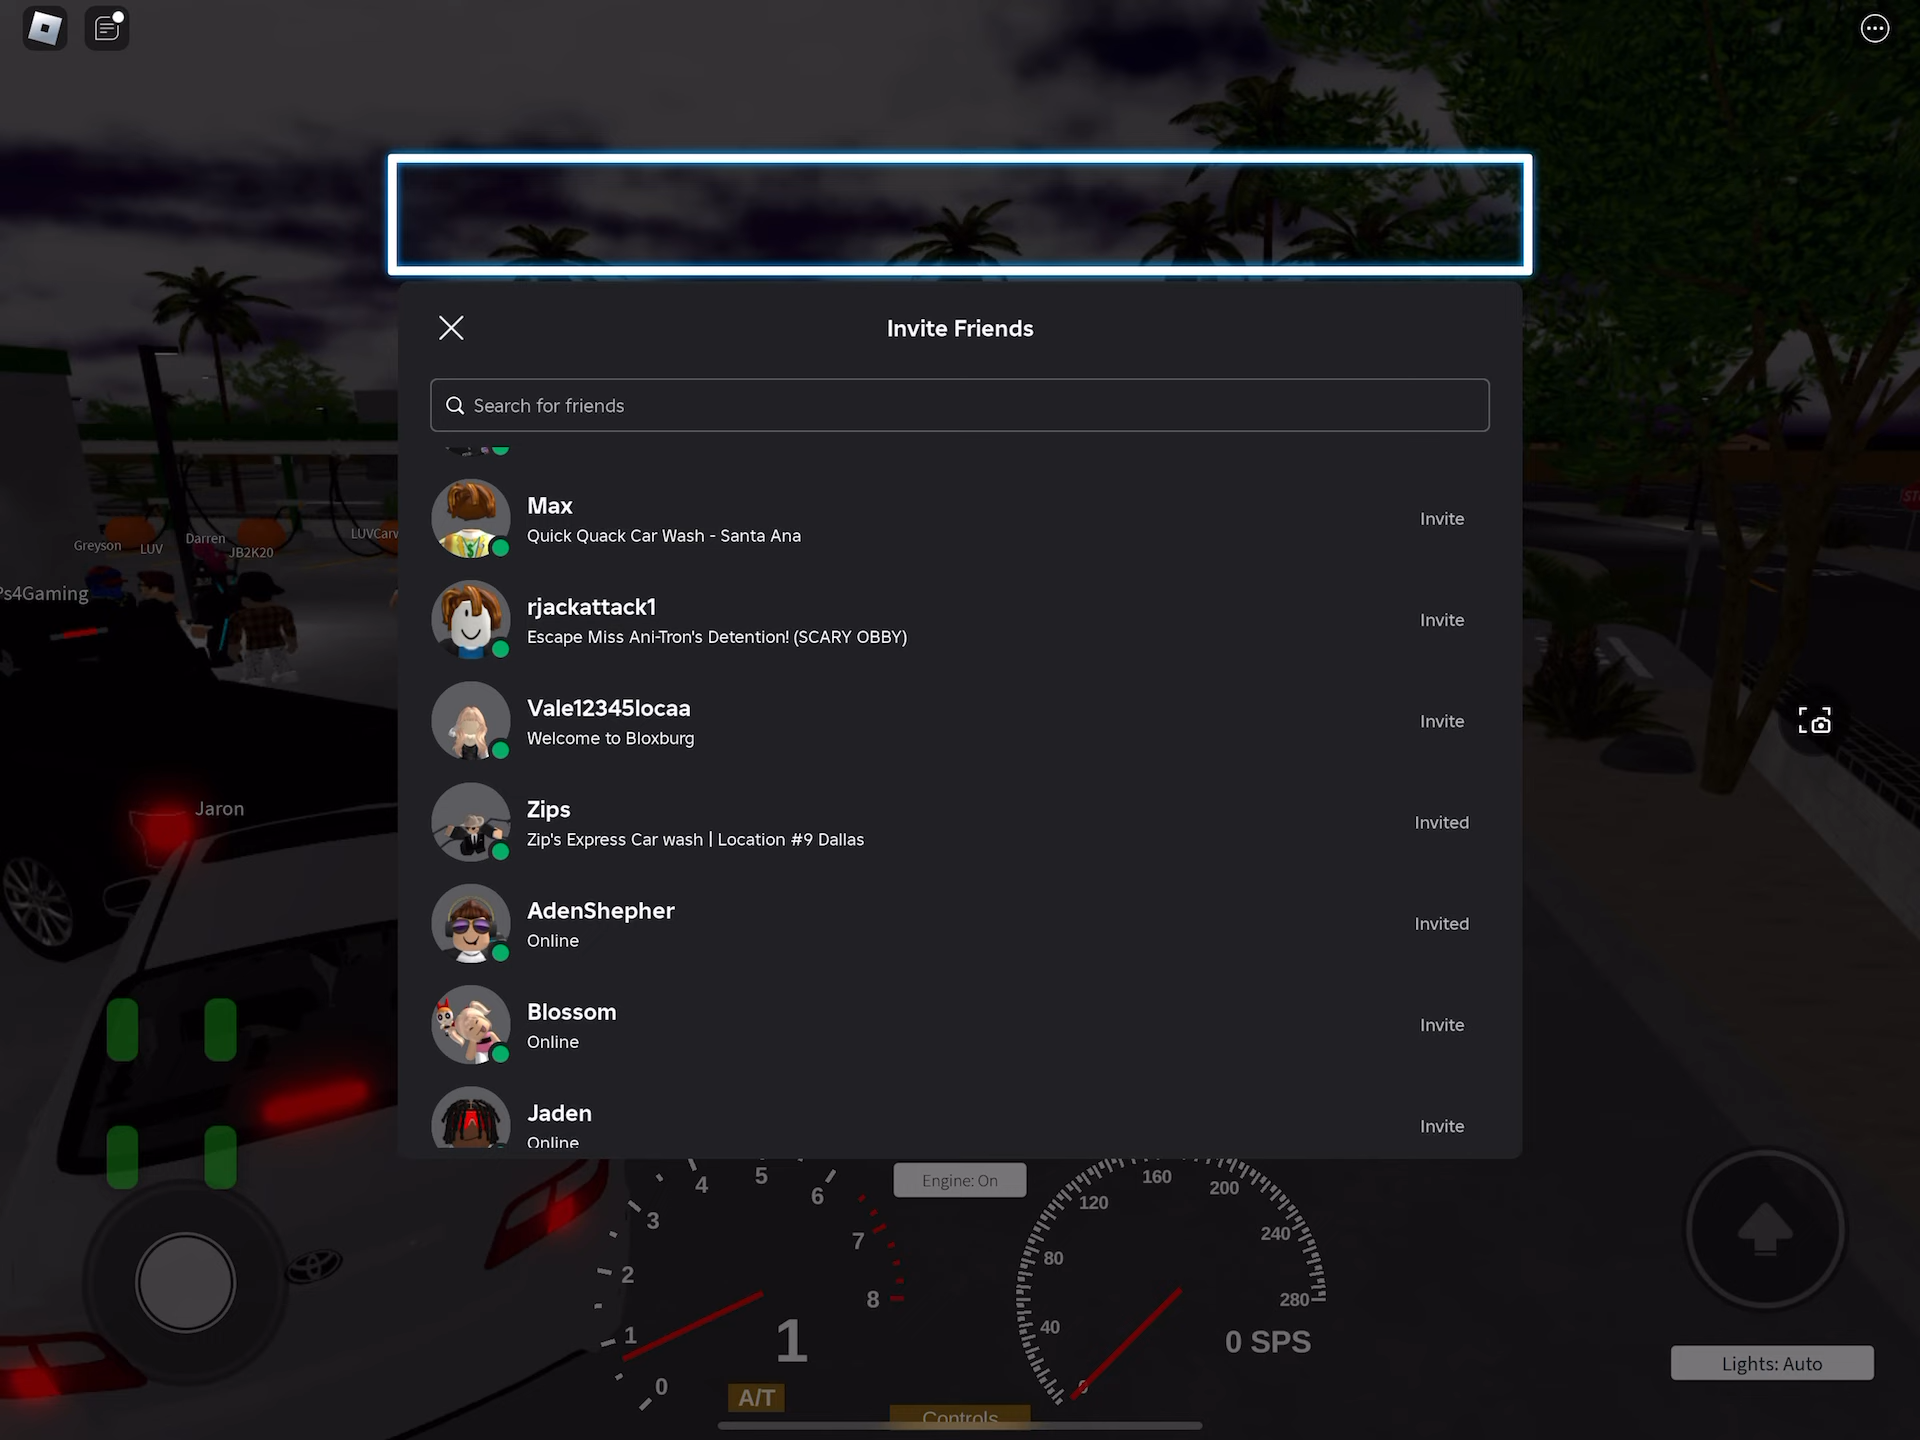 Invite Friends
Search for friends
Max
Quick Quack Car Wash - Santa Ana
Invite
rjackattack1
Escape Miss Ani-Tron's Detention! (SCARY OBBY)
Invite
Vale12345locaa
Welcome to Bloxburg
Invite
Zips
Zip's Express Car wash | Location #9 Dallas
Invited
AdenShepher
Online
Invited
Blossom
Online
Invite
Jaden
Online
Invite
Greyson
LUV
Darren
JB2K20
LUVCarv
Ps4Gaming
Jaron
Engine: On
0
1
2
3
4
5
6
7
8
1
A/T
40
80
120
160
200
240
280
0 SPS
Controls
Lights: Auto